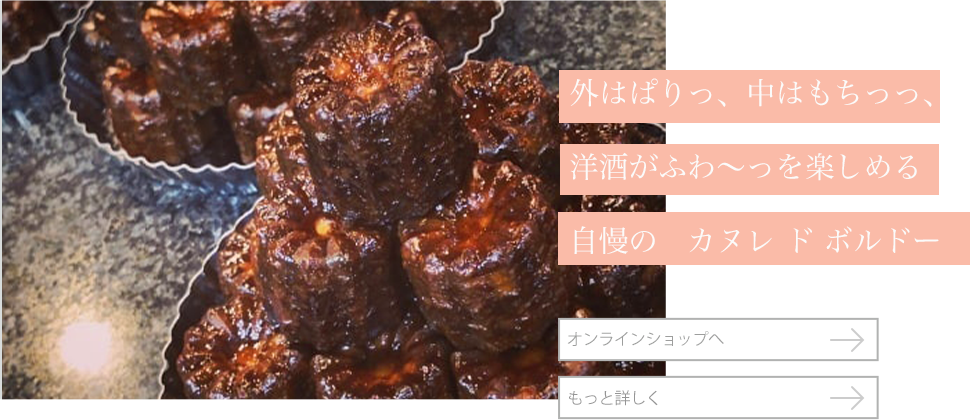 外はぱりっ、中はもちっっ、
洋酒がふわ〜っを楽しめる
自慢の　カヌレ ド ボルドー
オンラインショップへ
もっと詳しく